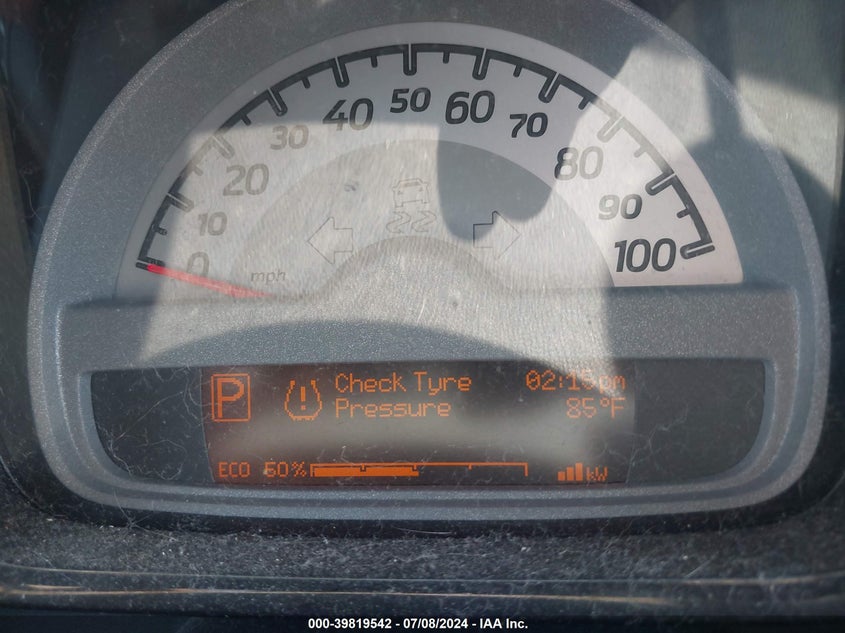 0 10 20 30 40 50 60 70 80 90 100
mph
P Check Tyre
Pressure 85°F
ECO kW
000-39819542 - 07/08/2024 - IAA Inc.